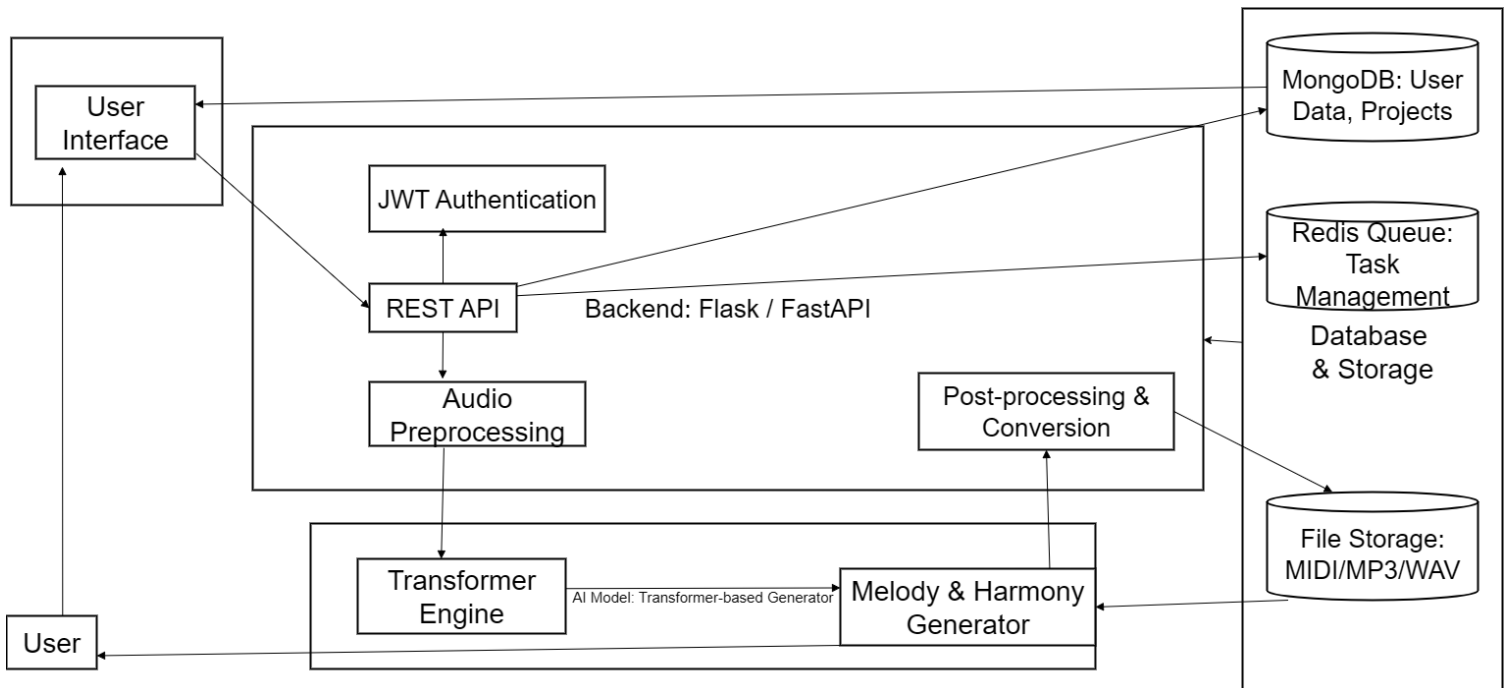 User
Interface
MongoDB: User
Data, Projects
JWT Authentication
Redis Queue:
Task
Management
REST API
Backend: Flask / FastAPI
Database
& Storage
Audio
Preprocessing
Post-processing &
Conversion
File Storage:
MIDI/MP3/WAV
Transformer
Engine
AI Model: Transformer-based Generator
Melody & Harmony
Generator
User